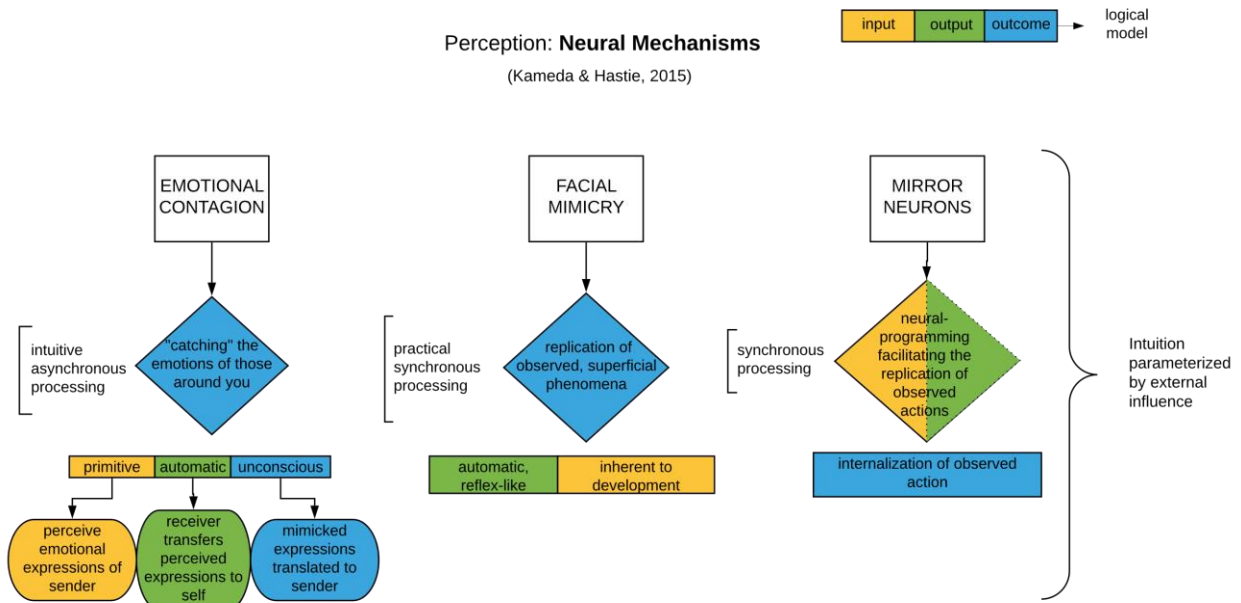 input output outcome
logical
model
Perception: Neural Mechanisms
(Kameda & Hastie, 2015)
EMOTIONAL
CONTAGION
FACIAL
MIMICRY
MIRROR
NEURONS
intuitive
asynchronous
processing
"catching" the
emotions of those
around you
practical
synchronous
processing
replication of
observed, superficial
phenomena
synchronous
processing
neural-
programming
facilitating the
replication of
observed
actions
Intuition
parameterized
by external
influence
primitive automatic unconscious
automatic,
reflex-like
inherent to
development
internalization of observed
action
perceive
emotional
expressions of
sender
receiver
transfers
perceived
expressions to
self
mimicked
expressions
translated to
sender